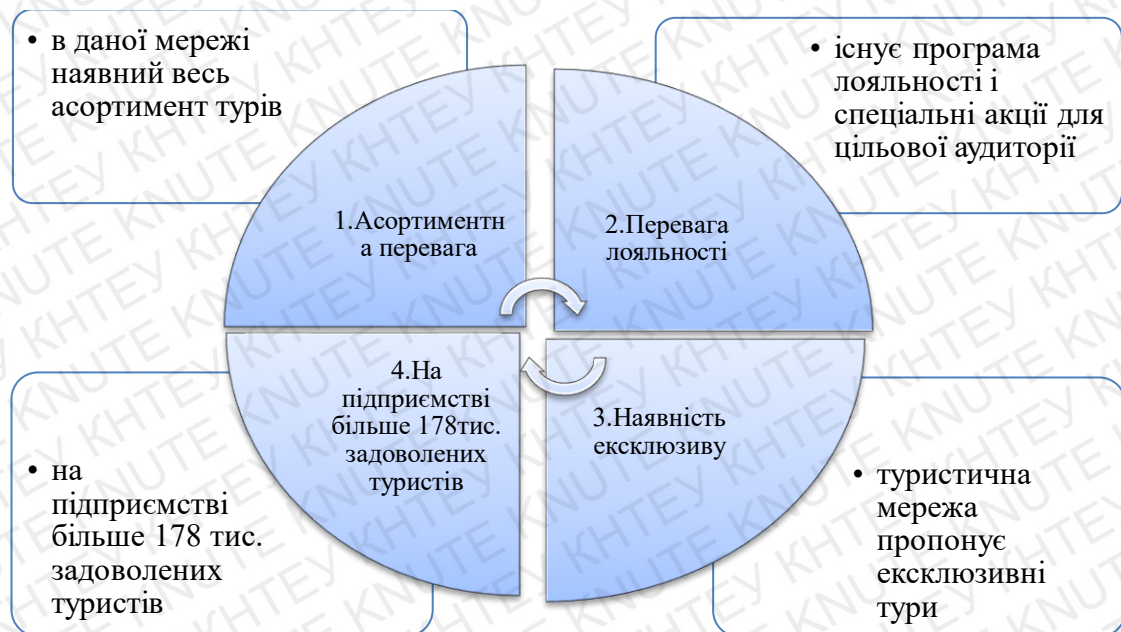 • в даної мережі
наявний весь
асортимент турів
• існує програма
лояльності і
спеціальні акції для
цільової аудиторії
1.Асортиментн
а перевага
2.Перевага
лояльності
4.На
підприємстві
більше 178тис.
задоволених
туристів
3.Наявність
ексклюзиву
• на
підприємстві
більше 178 тис.
задоволених
туристів
• туристична
мережа
пропонує
ексклюзивні
тури
КНТЕУ KNUTE